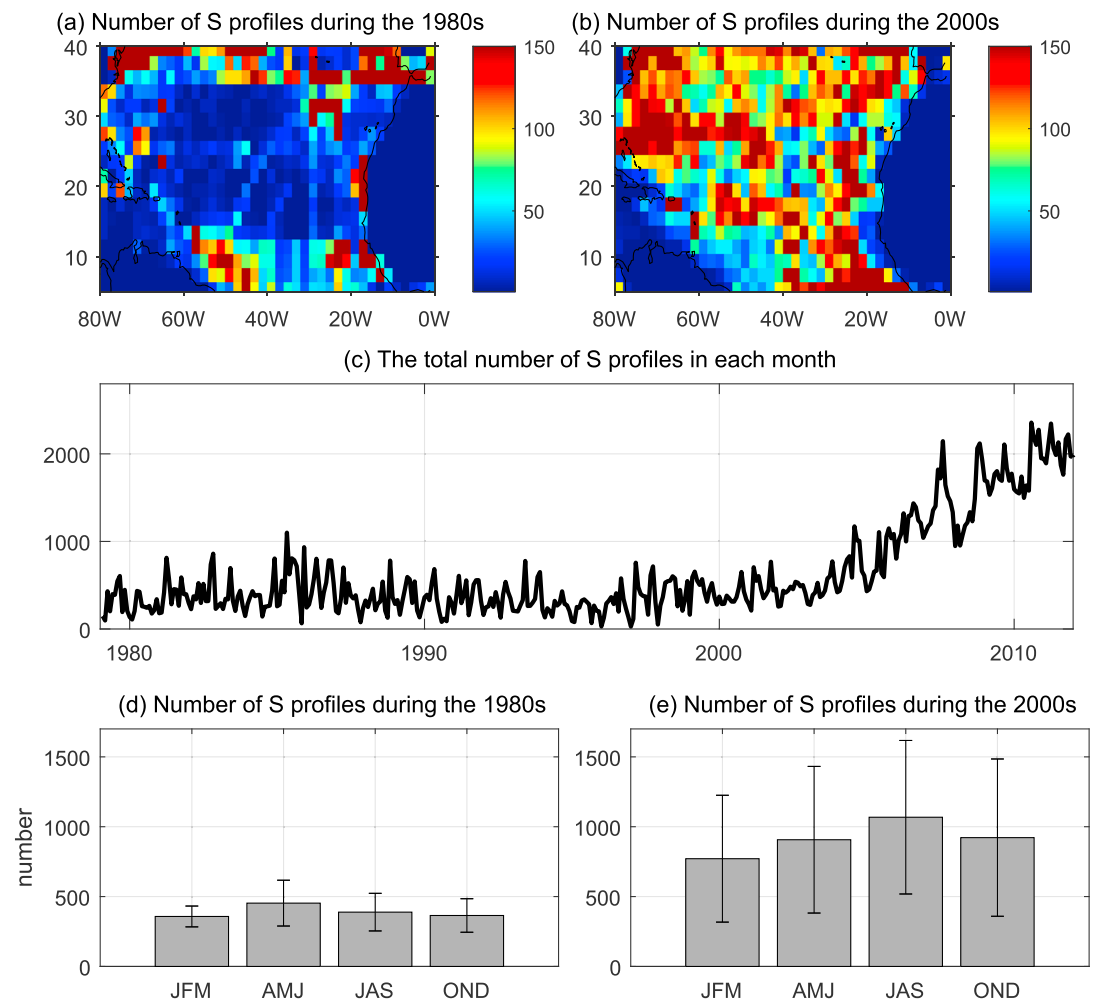 (a) Number of S profiles during the 1980s
(b) Number of S profiles during the 2000s
40
30
20
10
80W 60W 40W 20W 0W
150
100
50
40
30
20
10
80W 60W 40W 20W 0W
150
100
50
(c) The total number of S profiles in each month
2000
1000
0
1980 1990 2000 2010
(d) Number of S profiles during the 1980s
(e) Number of S profiles during the 2000s
number
1500
1000
500
0
JFM AMJ JAS OND
1500
1000
500
0
JFM AMJ JAS OND